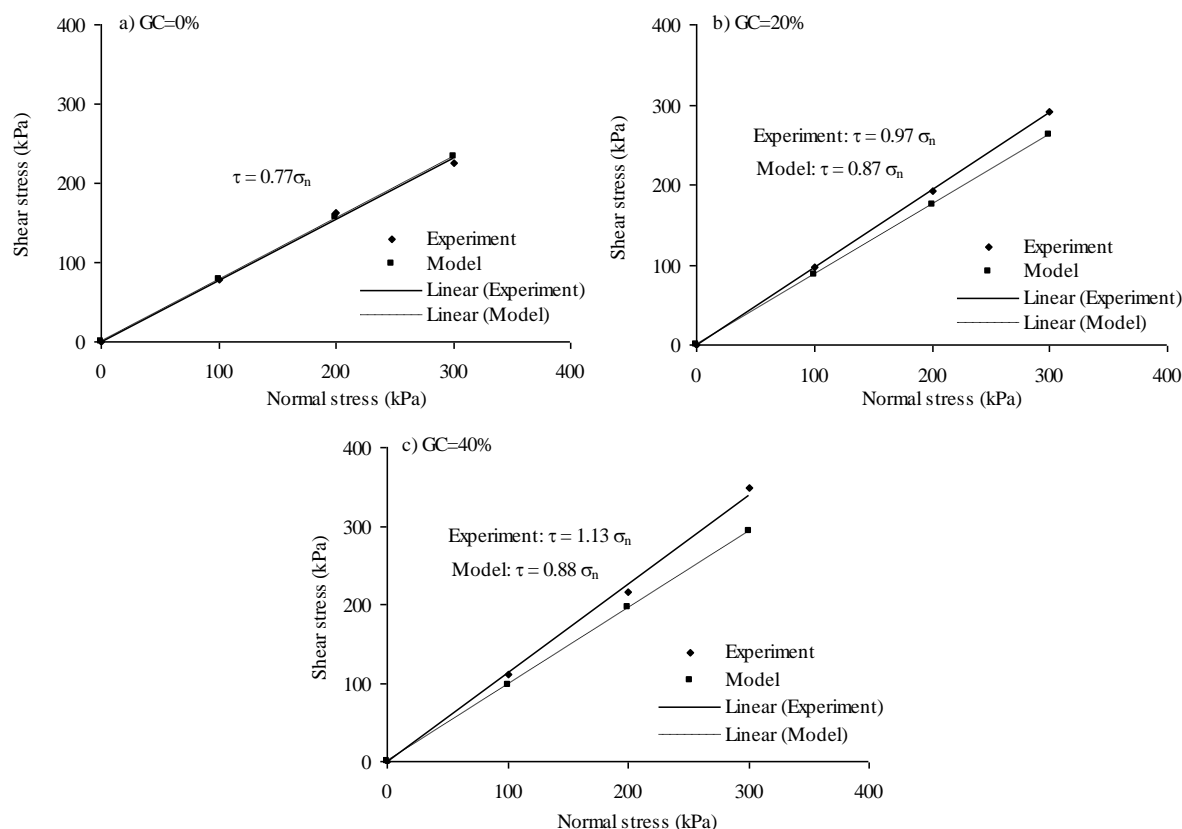 a) GC=0%
400
300
200
100
0
0 100 200 300 400
Shear stress (kPa)
Normal stress (kPa)
τ = 0.77σn
Experiment
Model
Linear (Experiment)
Linear (Model)
b) GC=20%
400
300
200
100
0
0 100 200 300 400
Shear stress (kPa)
Normal stress (kPa)
Experiment: τ = 0.97 σn
Model: τ = 0.87 σn
Experiment
Model
Linear (Experiment)
Linear (Model)
c) GC=40%
400
300
200
100
0
0 100 200 300 400
Shear stress (kPa)
Normal stress (kPa)
Experiment: τ = 1.13 σn
Model: τ = 0.88 σn
Experiment
Model
Linear (Experiment)
Linear (Model)